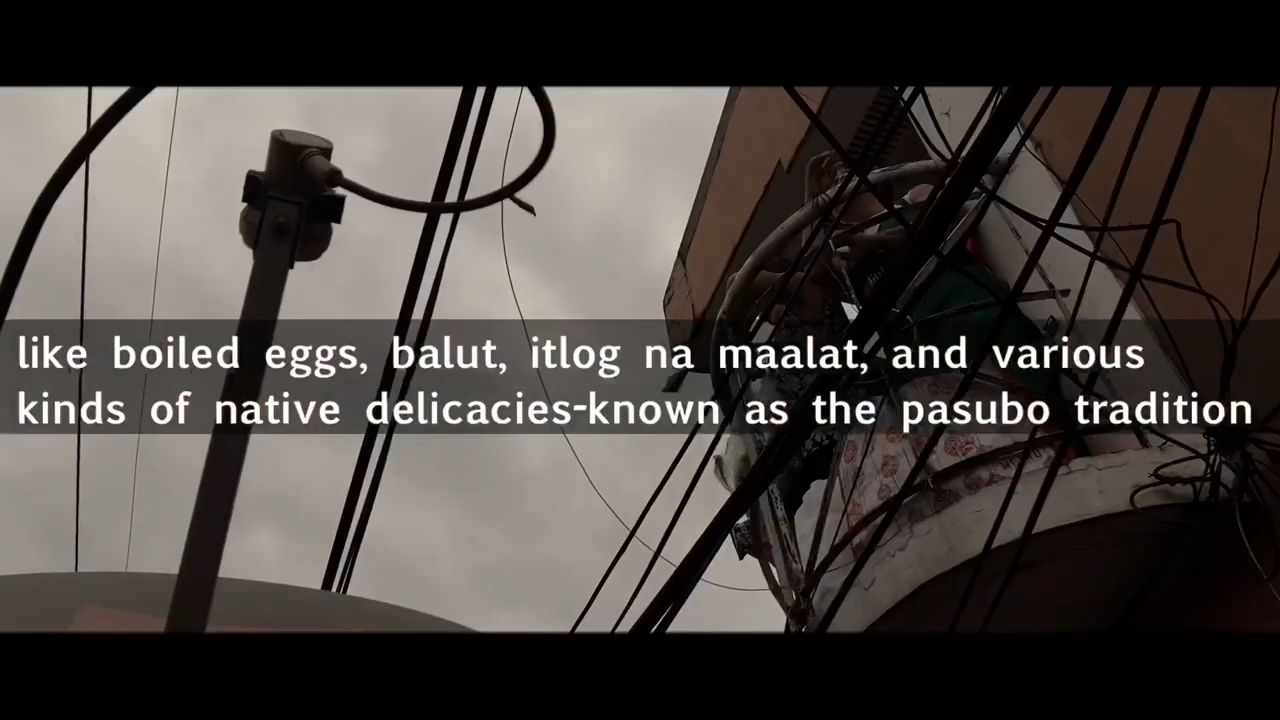 like boiled eggs, balut, itlog na maalat, and various
kinds of native delicacies-known as the pasubo tradition